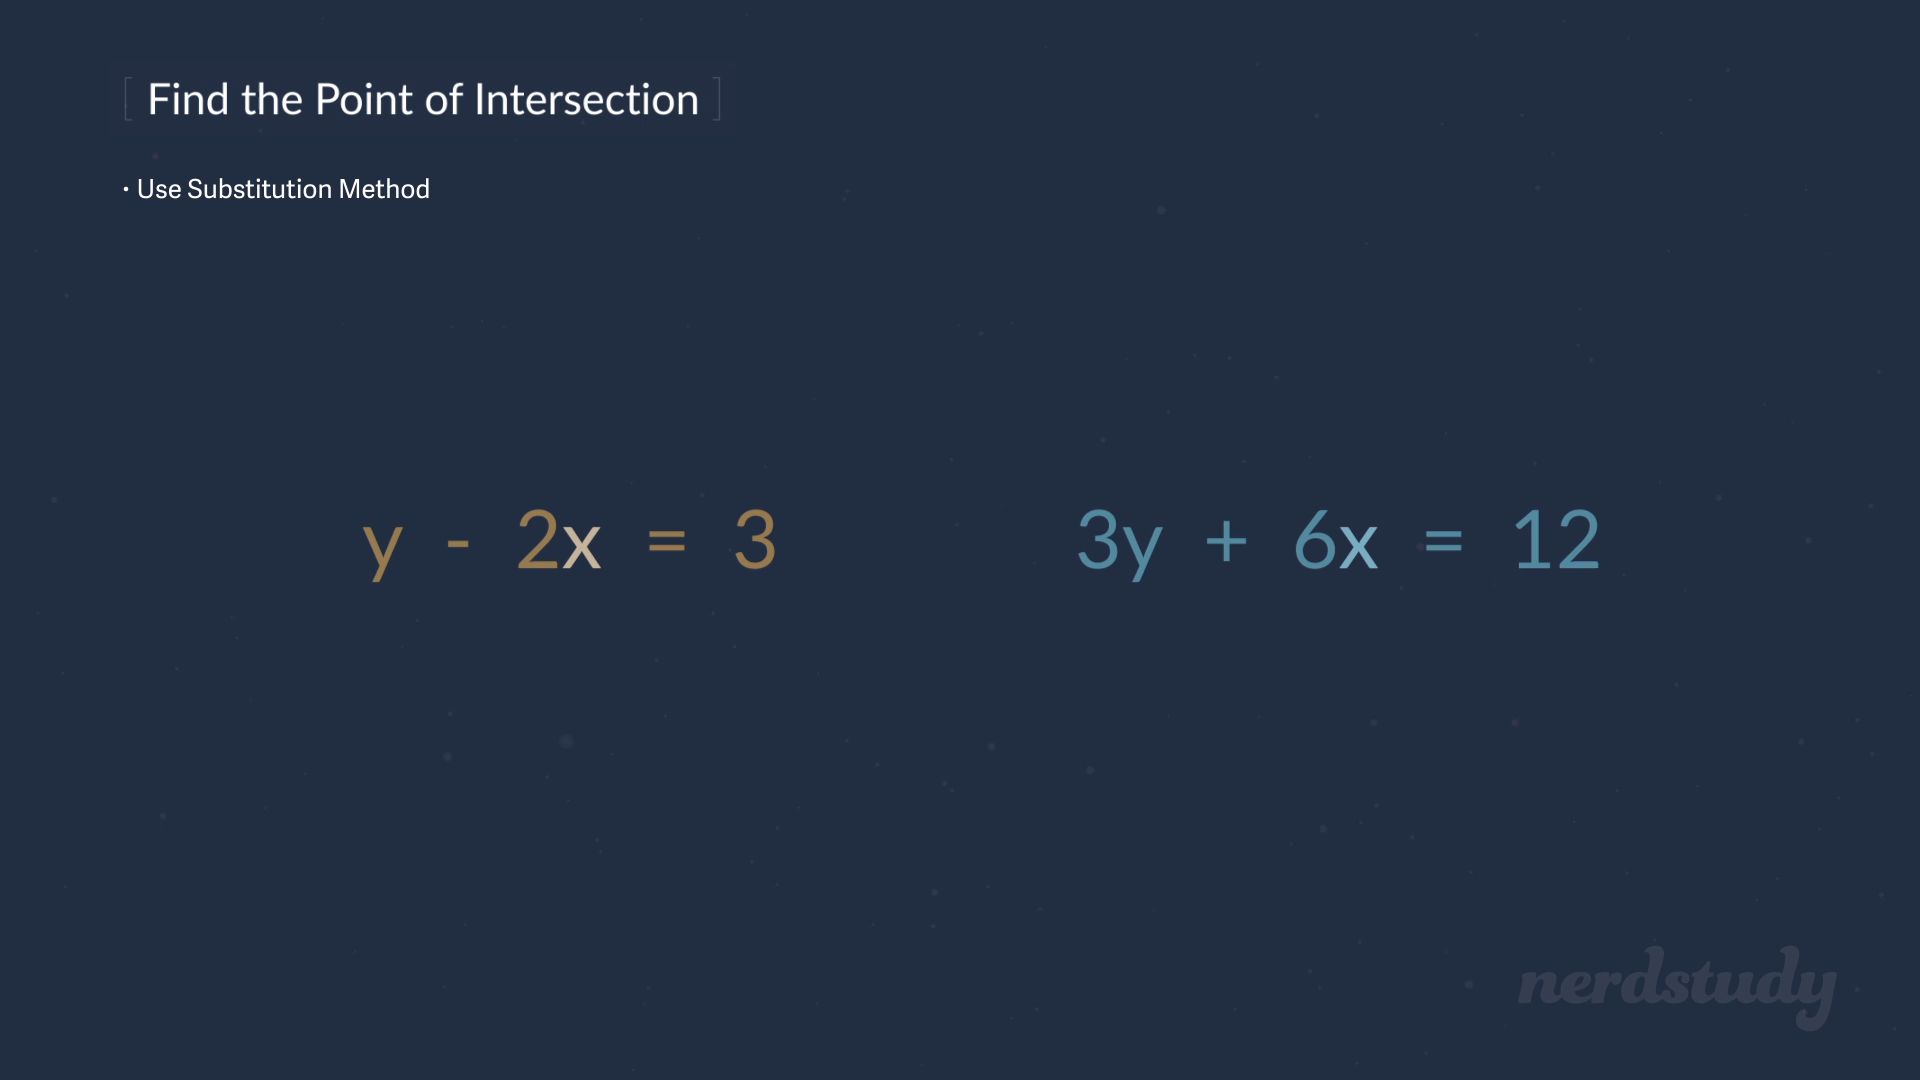 [ Find the Point of Intersection ]
· Use Substitution Method
y - 2x = 3 3y + 6x = 12
nerdstudy